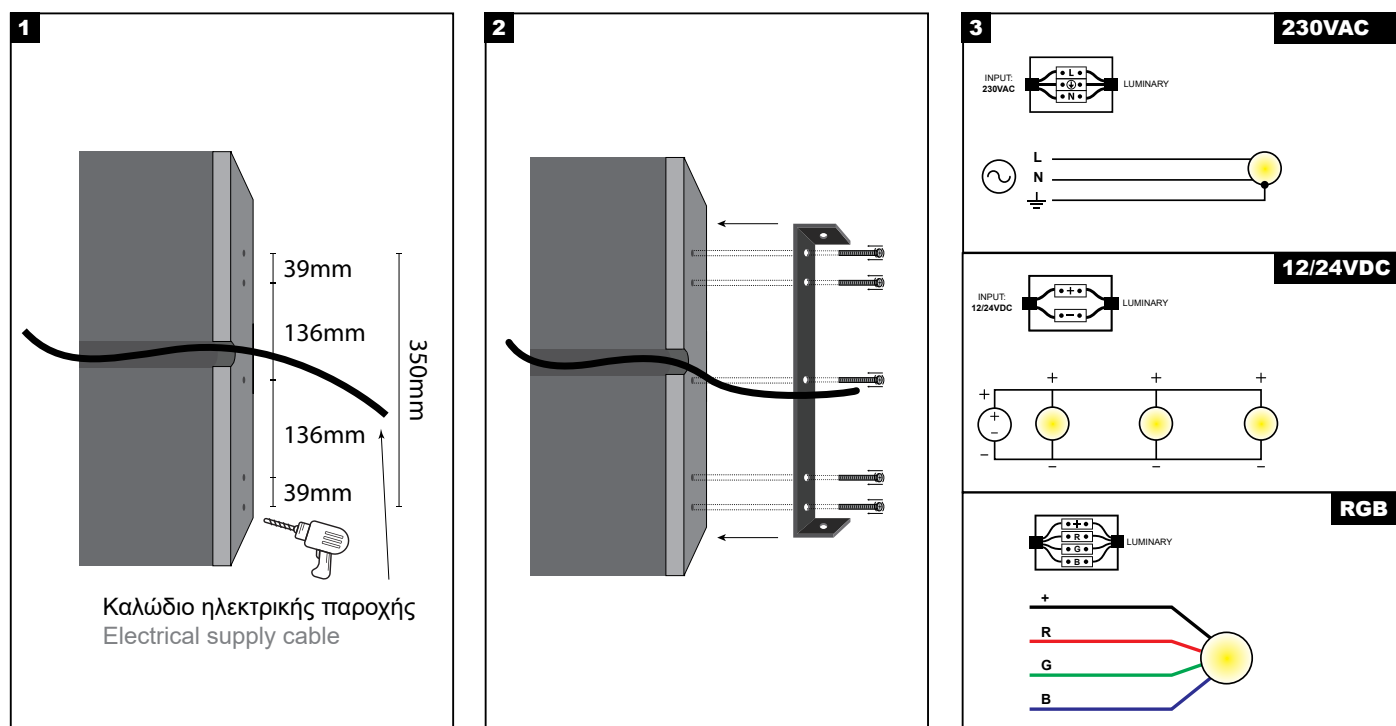 1
39mm
136mm
350mm
136mm
39mm
Καλώδιο ηλεκτρικής παροχής
Electrical supply cable
2
3
230VAC
INPUT:
230VAC
L
N
LUMINARY
L
N
12/24VDC
INPUT:
12/24VDC
+
−
LUMINARY
+ + +
+
+
−
−
− − −
RGB
+
R
G
B
LUMINARY
+
R
G
B